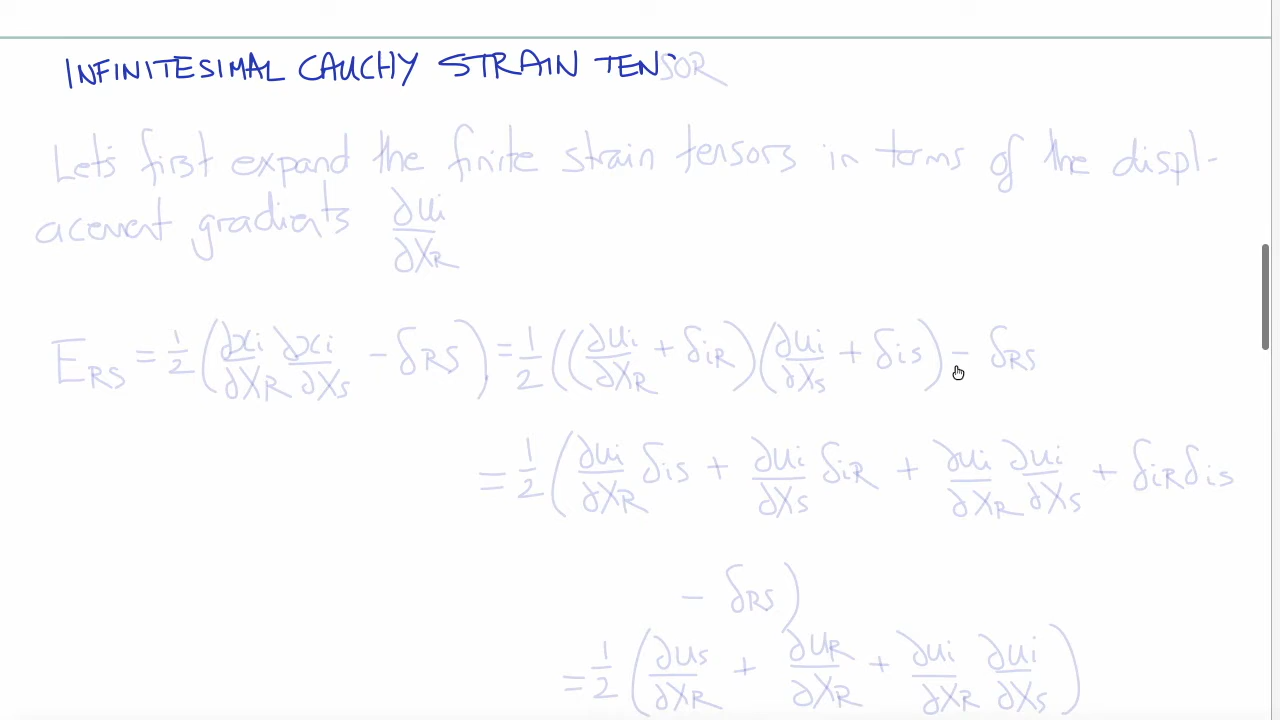 INFINITESIMAL CAUCHY STRAIN TENSOR
Let's first expand the finite strain tensors in terms of the displ-
acement gradients ∂ui/∂XR
ERS = 1/2 (∂xi/∂XR ∂xi/∂XS - δRS) = 1/2 ((∂ui/∂XR + δiR)(∂ui/∂XS + δis) - δRS
= 1/2 (∂ui/∂XR δis + ∂ui/∂XS δiR + ∂ui/∂XR ∂ui/∂XS + δiRδis
- δRS)
= 1/2 (∂us/∂XR + ∂uR/∂XR + ∂ui/∂XR ∂ui/∂XS)